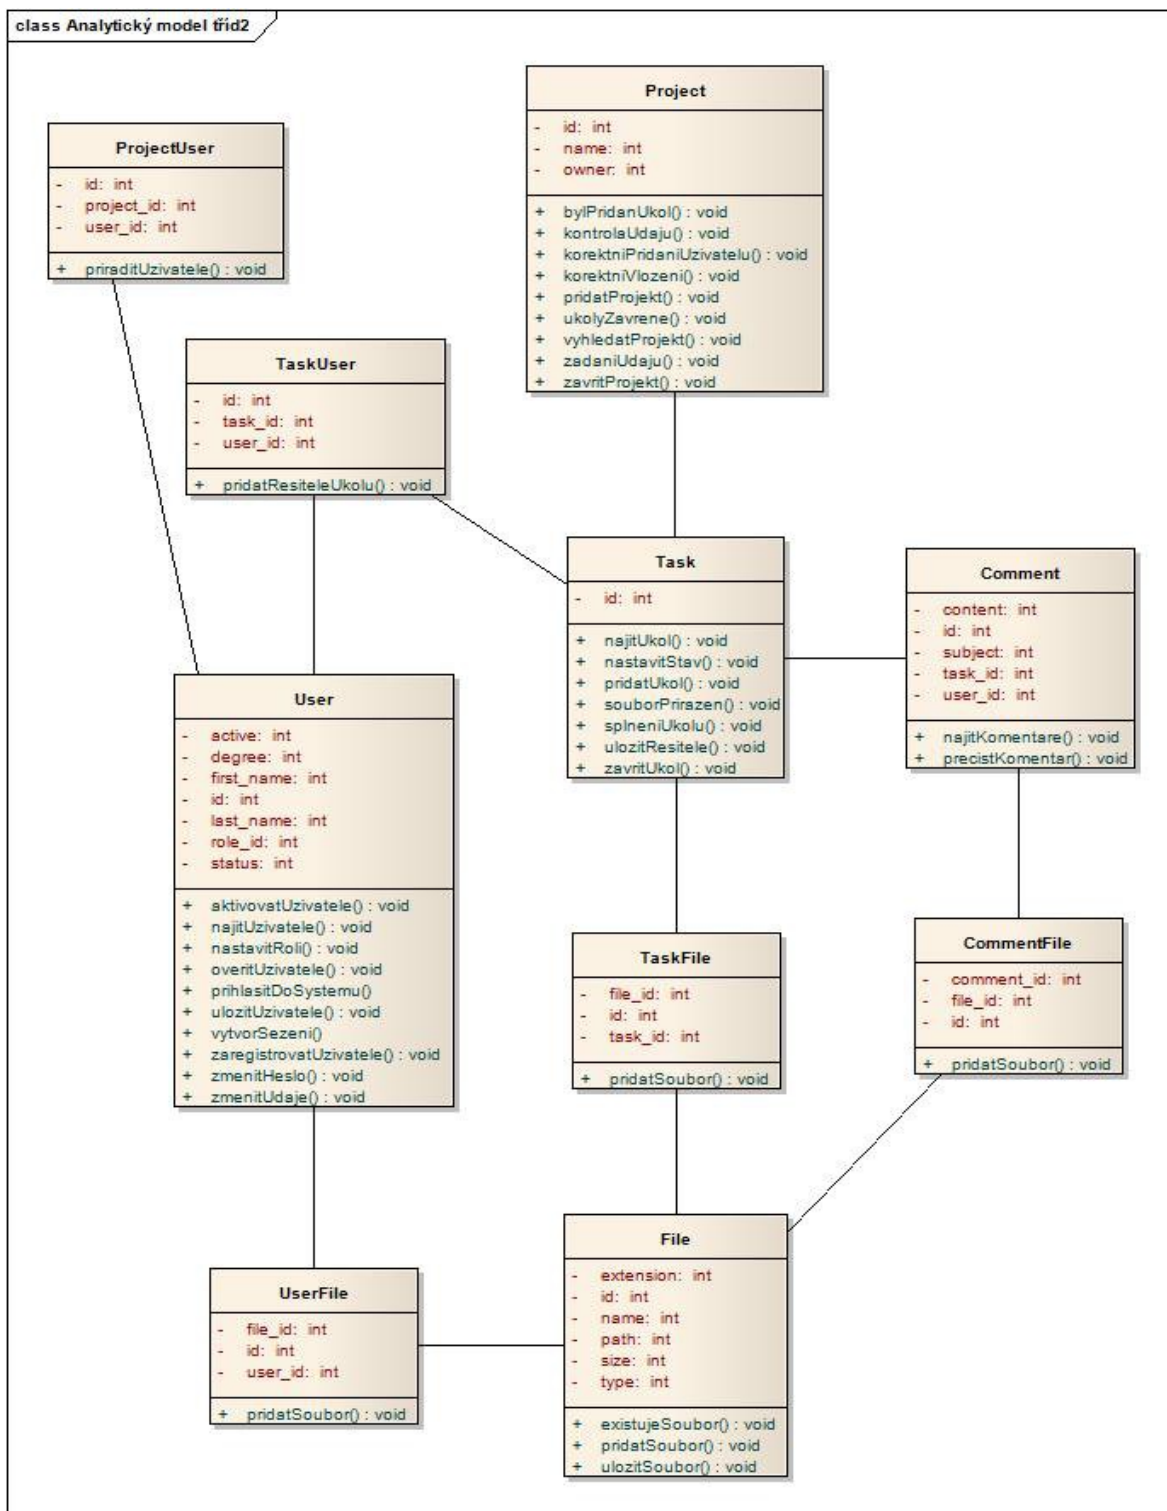 class Analytický model tříd2
Project
- id: int
- name: int
- owner: int
+ bylPridanUkol() : void
+ kontrolaUdaju() : void
+ korektniPridaniUzivatelu() : void
+ korektniVlozeni() : void
+ pridatProjekt() : void
+ ukolyZavrene() : void
+ vyhledatProjekt() : void
+ zadaniUdaju() : void
+ zavritProjekt() : void
ProjectUser
- id: int
- project_id: int
- user_id: int
+ priraditUzivatele() : void
TaskUser
- id: int
- task_id: int
- user_id: int
+ pridatResiteleUkolu() : void
Task
- id: int
+ najitUkol() : void
+ nastavitStav() : void
+ pridatUkol() : void
+ souborPrirazen() : void
+ splneniUkolu() : void
+ ulozitResitele() : void
+ zavritUkol() : void
Comment
- content: int
- id: int
- subject: int
- task_id: int
- user_id: int
+ najitKomentare() : void
+ precistKomentar() : void
User
- active: int
- degree: int
- first_name: int
- id: int
- last_name: int
- role_id: int
- status: int
+ aktivovatUzivatele() : void
+ najitUzivatele() : void
+ nastavitRoli() : void
+ overitUzivatele() : void
+ prihlasitDoSystemu()
+ ulozitUzivatele() : void
+ vytvorSezeni()
+ zaregistrovatUzivatele() : void
+ zmenitHeslo() : void
+ zmenitUdaje() : void
TaskFile
- file_id: int
- id: int
- task_id: int
+ pridatSoubor() : void
CommentFile
- comment_id: int
- file_id: int
- id: int
+ pridatSoubor() : void
UserFile
- file_id: int
- id: int
- user_id: int
+ pridatSoubor() : void
File
- extension: int
- id: int
- name: int
- path: int
- size: int
- type: int
+ existujeSoubor() : void
+ pridatSoubor() : void
+ ulozitSoubor() : void